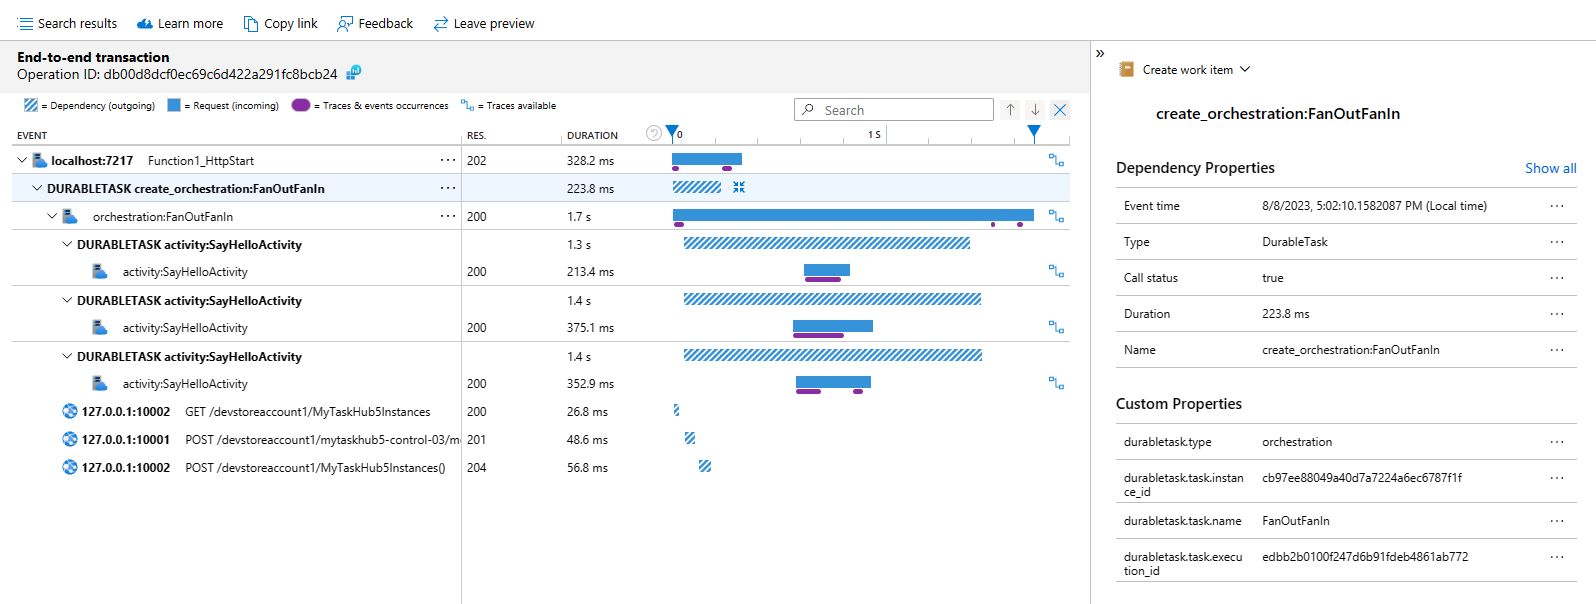 Search results Learn more Copy link Feedback Leave preview
End-to-end transaction
Operation ID: db00d8dcf0ec69c6d422a291fc8bcb24
= Dependency (outgoing) = Request (incoming) = Traces & events occurrences = Traces available
Search
EVENT RES. DURATION 0 1 S
localhost:7217 Function1_HttpStart ... 202 328.2 ms
DURABLETASK create_orchestration:FanOutFanIn ... 223.8 ms
orchestration:FanOutFanIn ... 200 1.7 s
DURABLETASK activity:SayHelloActivity 1.3 s
activity:SayHelloActivity 200 213.4 ms
DURABLETASK activity:SayHelloActivity 1.4 s
activity:SayHelloActivity 200 375.1 ms
DURABLETASK activity:SayHelloActivity 1.4 s
activity:SayHelloActivity 200 352.9 ms
127.0.0.1:10002 GET /devstoreaccount1/MyTaskHub5Instances 200 26.8 ms
127.0.0.1:10001 POST /devstoreaccount1/mytaskhub5-control-03/m 201 48.6 ms
127.0.0.1:10002 POST /devstoreaccount1/MyTaskHub5Instances() 204 56.8 ms
» Create work item
create_orchestration:FanOutFanIn
Dependency Properties Show all
Event time 8/8/2023, 5:02:10.1582087 PM (Local time) ...
Type DurableTask ...
Call status true ...
Duration 223.8 ms ...
Name create_orchestration:FanOutFanIn ...
Custom Properties
durabletask.type orchestration ...
durabletask.task.instan cb97ee88049a40d7a7224a6ec6787f1f ...
ce_id
durabletask.task.name FanOutFanIn ...
durabletask.task.execu edbb2b0100f247d6b91fdeb4861ab772 ...
tion_id